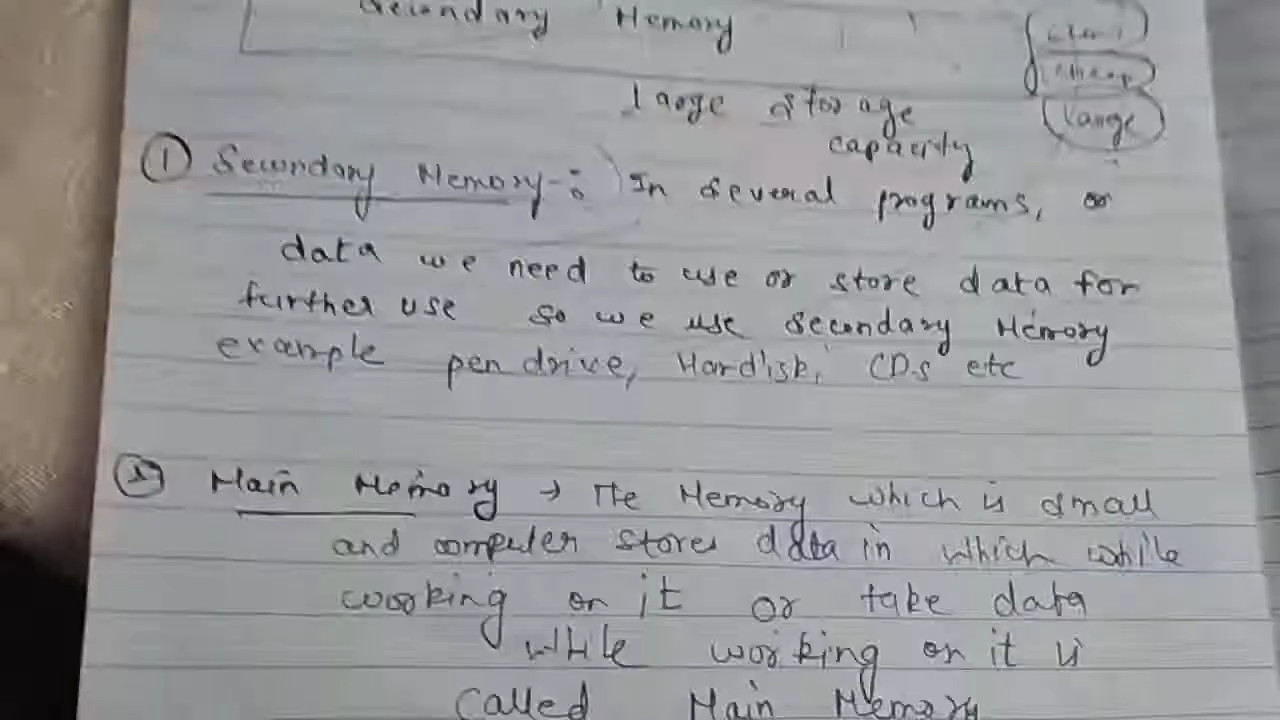 Secondary Memory
cheap
large storage
Large
capacity
① Secondary Memory-: In several programs, or
data we need to use or store data for
further use so we use secondary Memory
example pen drive, Hardisk, CDs etc
② Main Memory → The Memory which is small
and computer stores data in which while
working on it or take data
while working on it is
called Main Memory